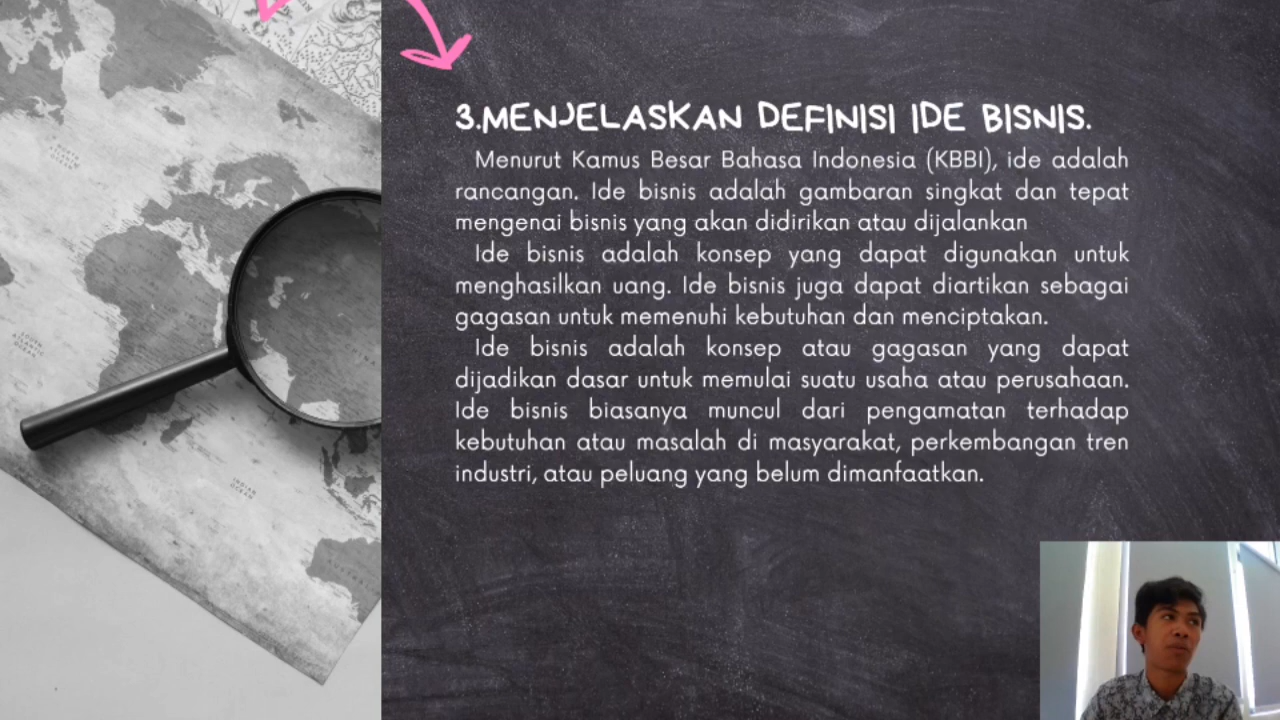 3.MENJELASKAN DEFINISI IDE BISNIS.
Menurut Kamus Besar Bahasa Indonesia (KBBI), ide adalah
rancangan. Ide bisnis adalah gambaran singkat dan tepat
mengenai bisnis yang akan didirikan atau dijalankan
Ide bisnis adalah konsep yang dapat digunakan untuk
menghasilkan uang. Ide bisnis juga dapat diartikan sebagai
gagasan untuk memenuhi kebutuhan dan menciptakan.
Ide bisnis adalah konsep atau gagasan yang dapat
dijadikan dasar untuk memulai suatu usaha atau perusahaan.
Ide bisnis biasanya muncul dari pengamatan terhadap
kebutuhan atau masalah di masyarakat, perkembangan tren
industri, atau peluang yang belum dimanfaatkan.
INDIAN
OCEAN